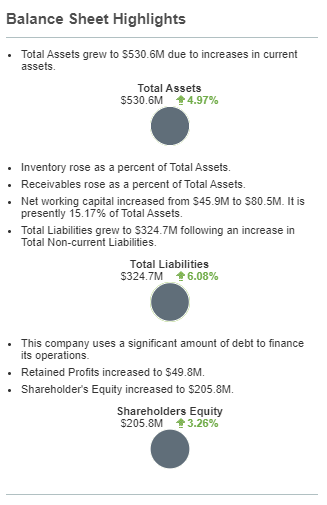 Balance Sheet Highlights
• Total Assets grew to $530.6M due to increases in current
assets.
Total Assets
$530.6M 4.97%
• Inventory rose as a percent of Total Assets.
• Receivables rose as a percent of Total Assets.
• Net working capital increased from $45.9M to $80.5M. It is
presently 15.17% of Total Assets.
• Total Liabilities grew to $324.7M following an increase in
Total Non-current Liabilities.
Total Liabilities
$324.7M 6.08%
• This company uses a significant amount of debt to finance
its operations.
• Retained Profits increased to $49.8M.
• Shareholder's Equity increased to $205.8M.
Shareholders Equity
$205.8M 3.26%